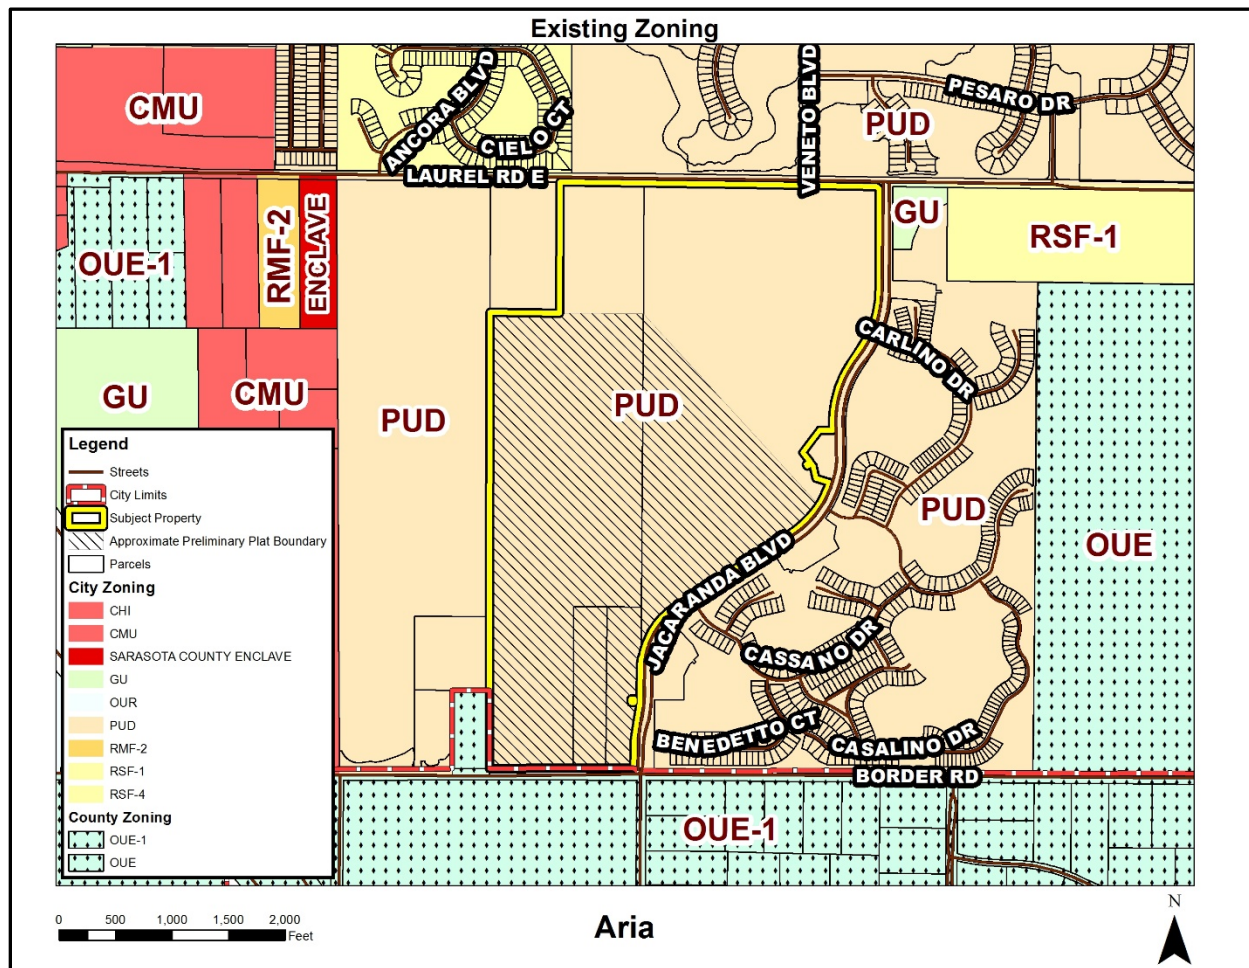 Existing Zoning
CMU
ANCORA BLVD
CIELO CT
VENETO BLVD
PESARO DR
PUD
LAUREL RD E
OUE-1
RMF-2
ENCLAVE
GU
RSF-1
CARLINO DR
GU
CMU
PUD
PUD
PUD
OUE
JACARANDA BLVD
CASSANO DR
BENEDETTO CT
CASALINO DR
BORDER RD
OUE-1
Legend
Streets
City Limits
Subject Property
Approximate Preliminary Plat Boundary
Parcels
City Zoning
CHI
CMU
SARASOTA COUNTY ENCLAVE
GU
OUR
PUD
RMF-2
RSF-1
RSF-4
County Zoning
OUE-1
OUE
0 500 1,000 1,500 2,000
Feet
Aria
N